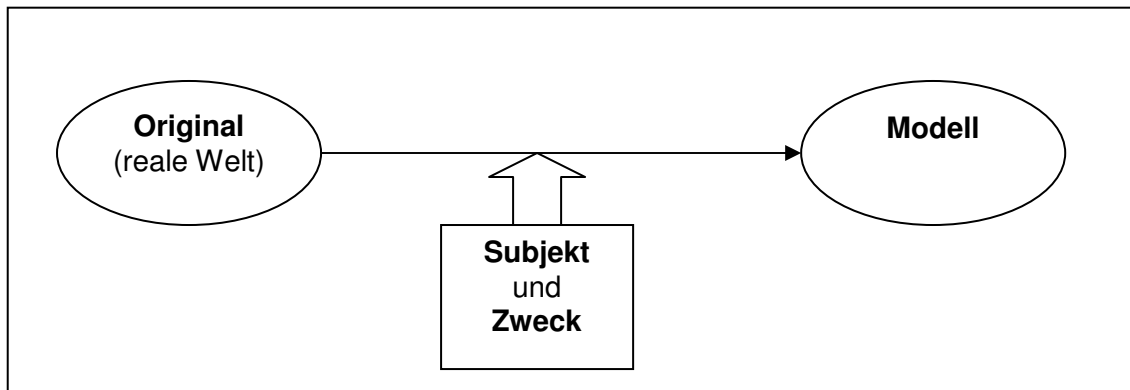 Original
(reale Welt)
Modell
Subjekt
und
Zweck